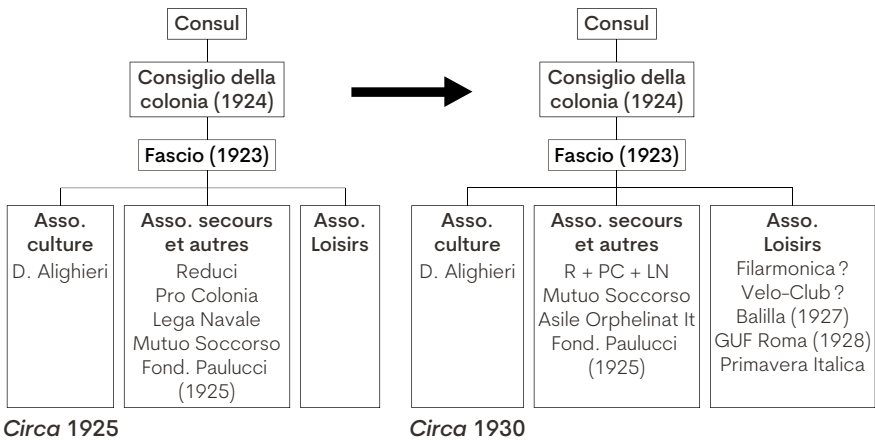 Consul
Consiglio della
colonia (1924)
Fascio (1923)
Asso.
culture
D. Alighieri
Asso. secours
et autres
Reduci
Pro Colonia
Lega Navale
Mutuo Soccorso
Fond. Paulucci
(1925)
Asso.
Loisirs
Circa 1925
Consul
Consiglio della
colonia (1924)
Fascio (1923)
Asso.
culture
D. Alighieri
Asso. secours
et autres
R + PC + LN
Mutuo Soccorso
Asile Orphelinat It
Fond. Paulucci
(1925)
Asso.
Loisirs
Filarmonica ?
Velo-Club ?
Balilla (1927)
GUF Roma (1928)
Primavera Italica
Circa 1930